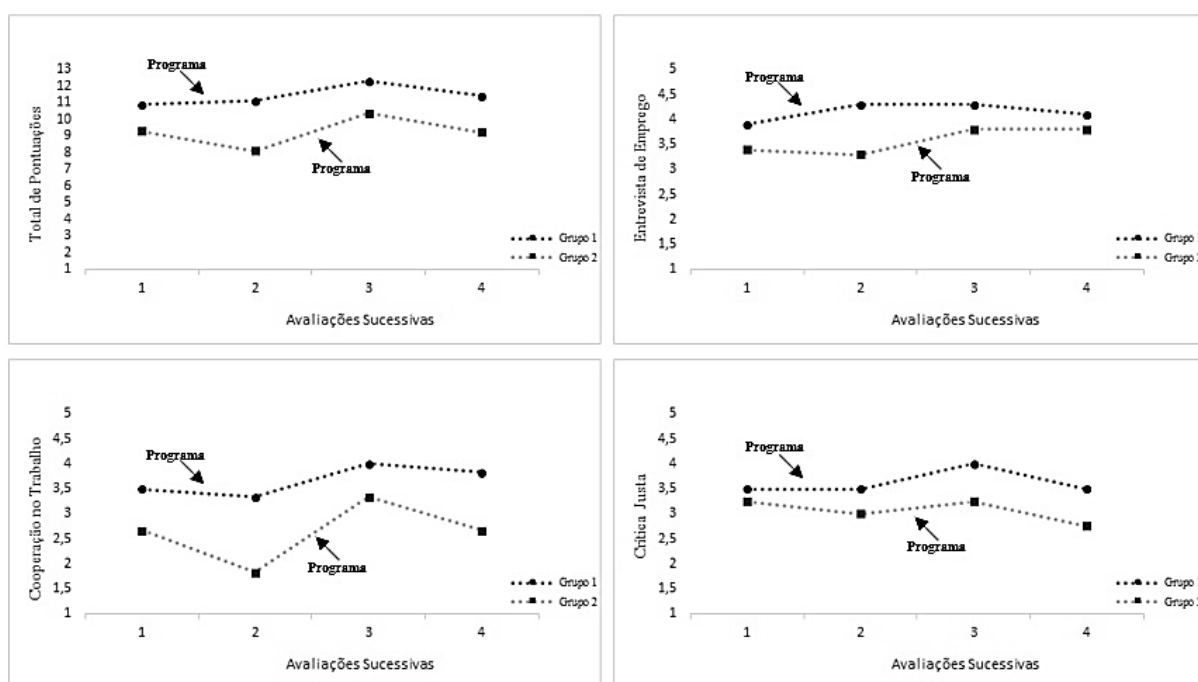 Total de Pontuações
13
12
11
10
9
8
7
6
5
4
3
2
1
Programa
Programa
Grupo 1
Grupo 2
1 2 3 4
Avaliações Sucessivas
Entrevista de Emprego
5
4,5
4
3,5
3
2,5
2
1,5
1
Programa
Programa
Grupo
Grupo
1 2 3 4
Avaliações Sucessivas
Cooperação no Trabalho
5
4,5
4
3,5
3
2,5
2
1,5
1
Programa
Programa
Grupo 1
Grupo 2
1 2 3 4
Avaliações Sucessivas
Crítica Justa
5
4,5
4
3,5
3
2,5
2
1,5
1
Programa
Programa
Grupo
Grupo
1 2 3 4
Avaliações Sucessivas